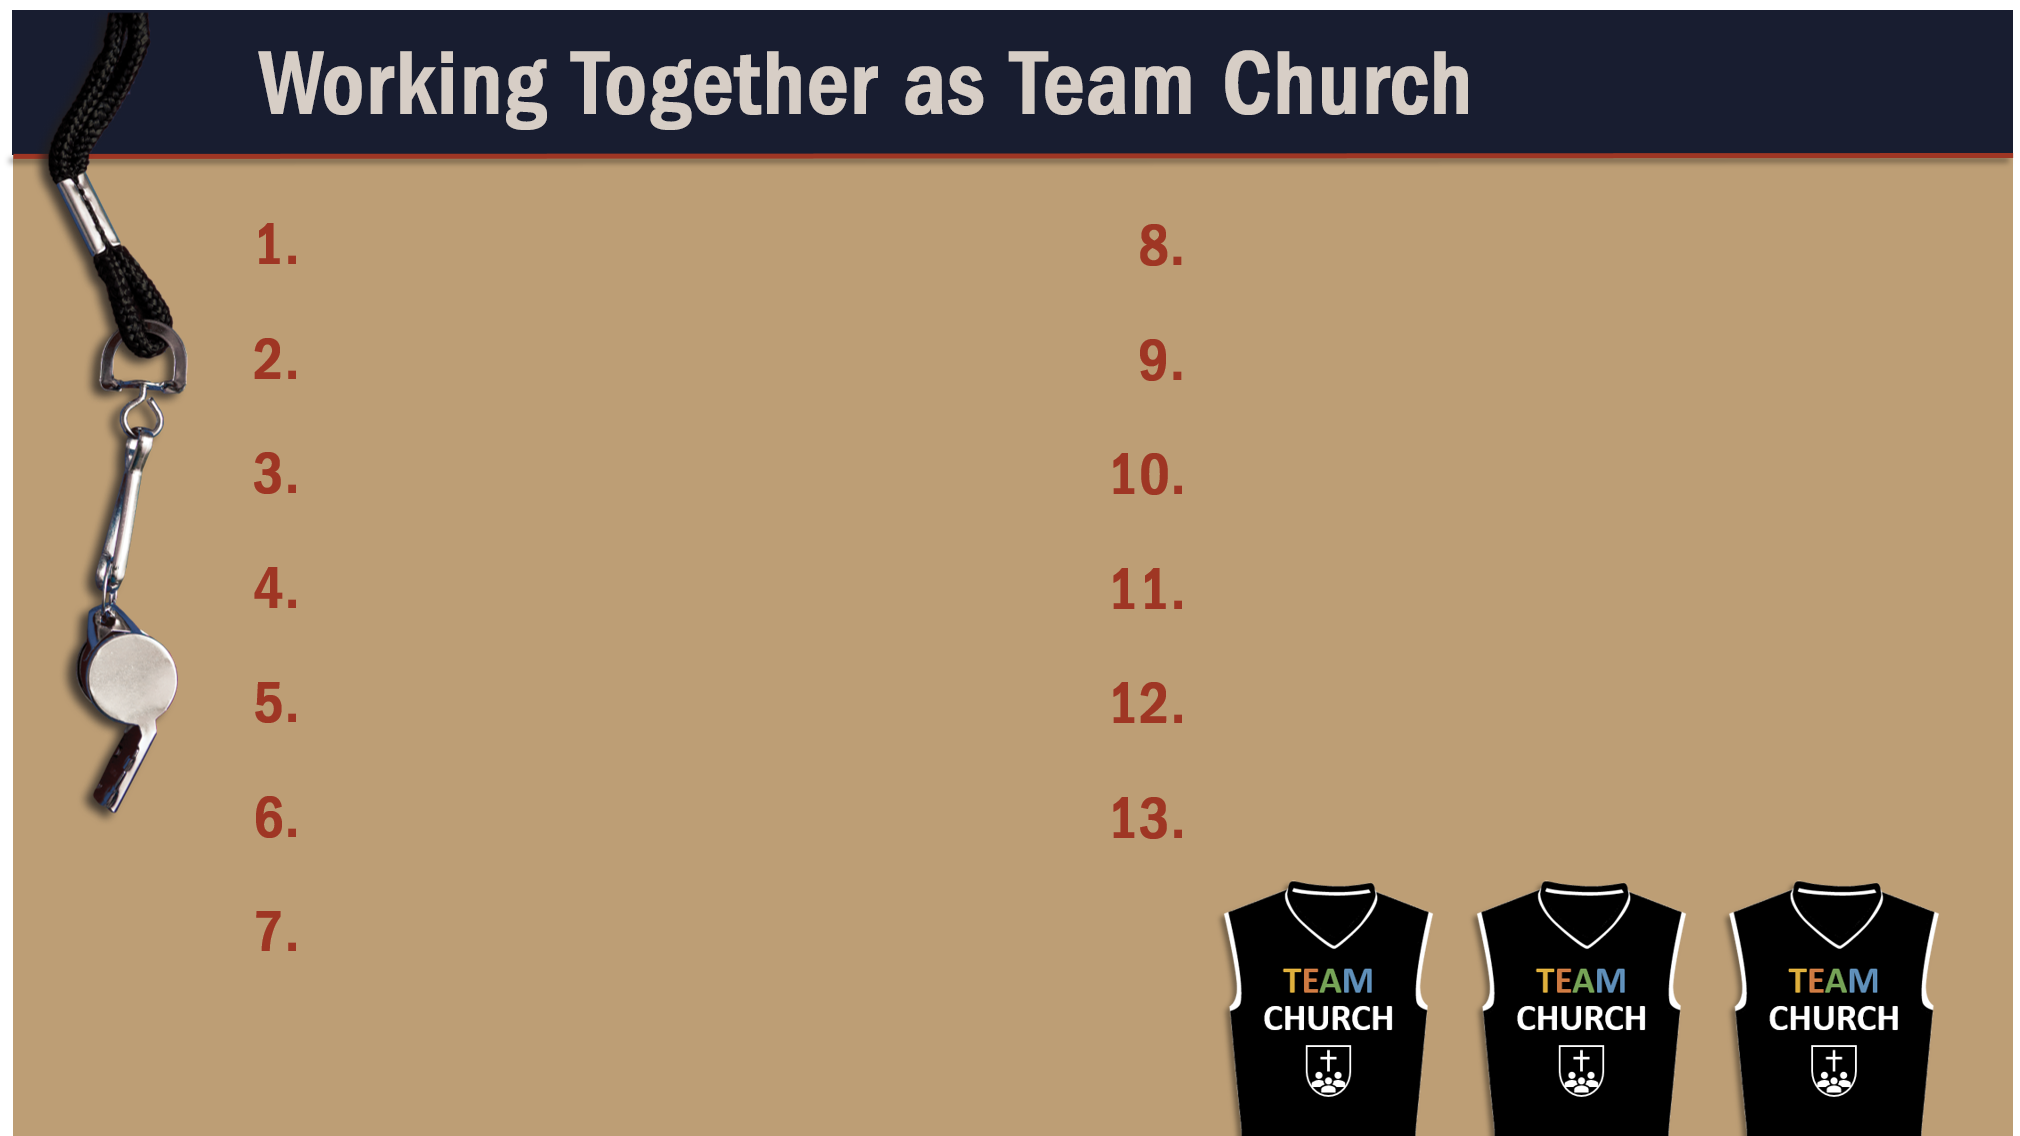 Working Together as Team Church
1.
2.
3.
4.
5.
6.
7.
8.
9.
10.
11.
12.
13.
TEAM
CHURCH
TEAM
CHURCH
TEAM
CHURCH